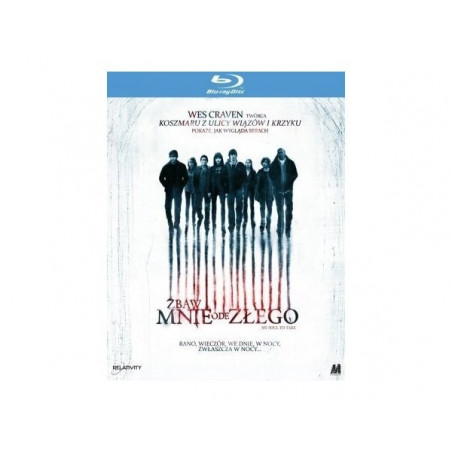 Blu-ray Disc
WES CRAVEN TWÓRCA
KOSZMARU Z ULICY WIĄZÓW I KRZYKU
POKAŻE, JAK WYGLĄDA STRACH
ZBAW
MNIE ODE ZŁEGO
MY SOUL TO TAKE
RANO, WIECZÓR, WE DNIE, W NOCY,
ZWŁASZCZA W NOCY...
RELATIVITY
M